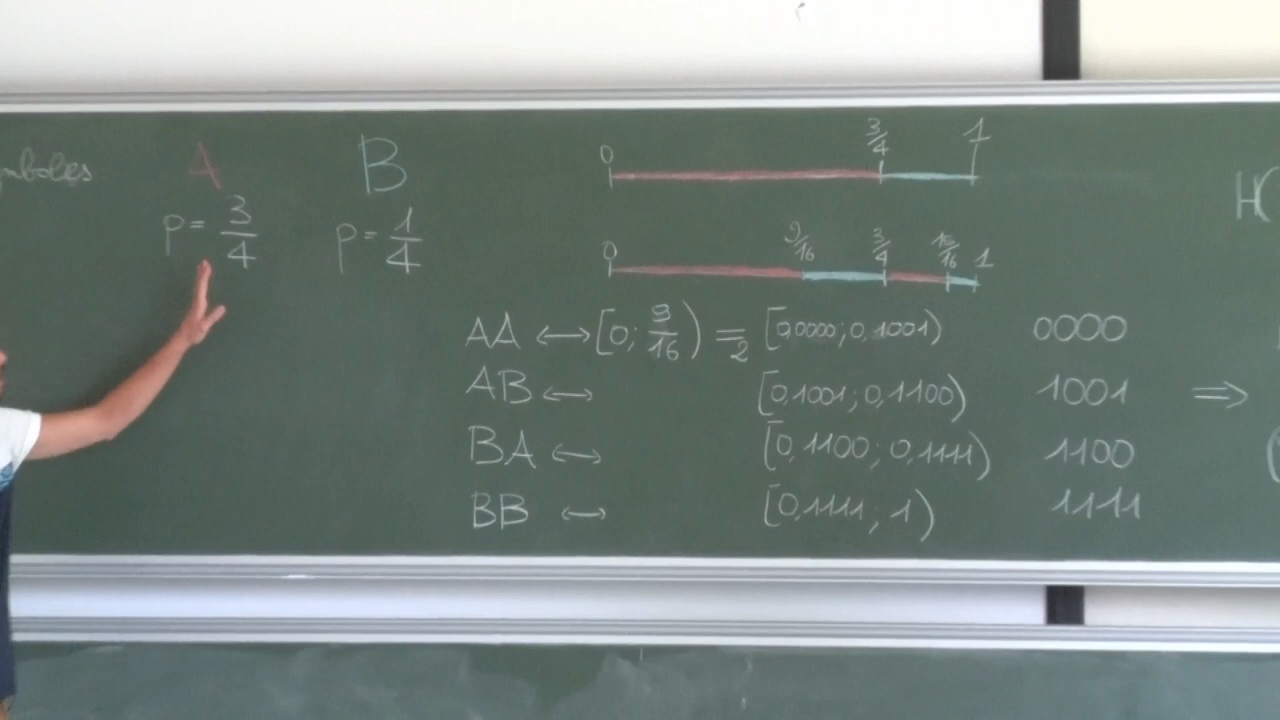 A B
p = 3/4 p = 1/4
0 3/4 1
0 9/16 3/4 15/16 1
H(
AA ↔ [0; 9/16) =₂ [0,0000; 0,1001) 0000
AB ↔ [0,1001; 0,1100) 1001 ⇒
BA ↔ [0,1100; 0,1111) 1100
BB ↔ [0,1111; 1) 1111